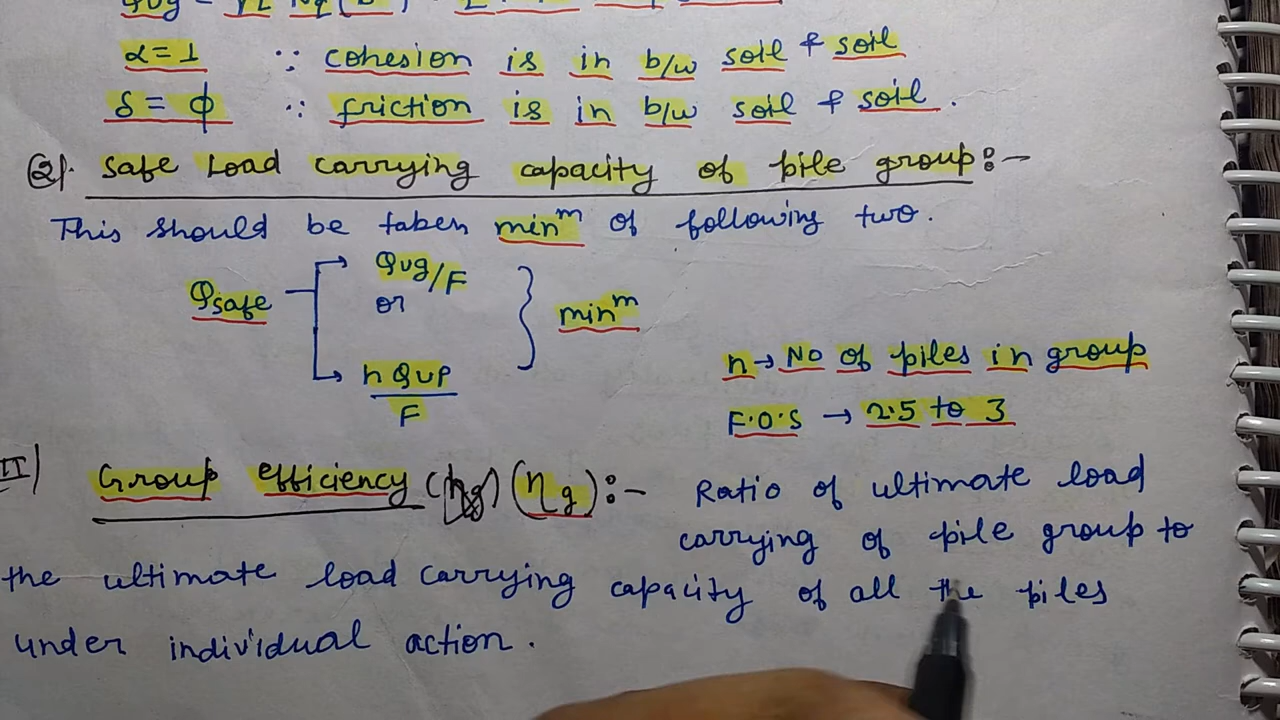 α = 1 ∵ cohesion is in b/w soil & soil
δ = ϕ ∴ friction is in b/w soil & soil.
(2). Safe Load carrying capacity of pile group:-
This should be taken minᵐ of following two.
Qsafe
Qug/F
or
nQup/F
minᵐ
n → No of piles in group
F.O.S → 2.5 to 3
II) Group efficiency (ηg):- Ratio of ultimate load
carrying of pile group to
the ultimate load carrying capacity of all the piles
under individual action.